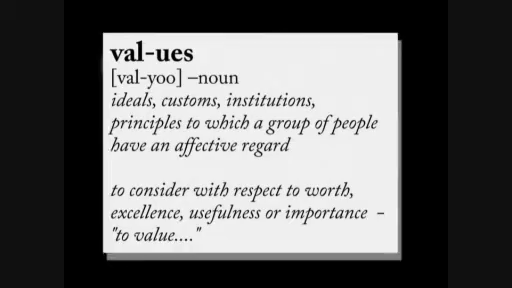 val-ues
[val-yoo] –noun
ideals, customs, institutions,
principles to which a group of people
have an affective regard
to consider with respect to worth,
excellence, usefulness or importance -
"to value...."